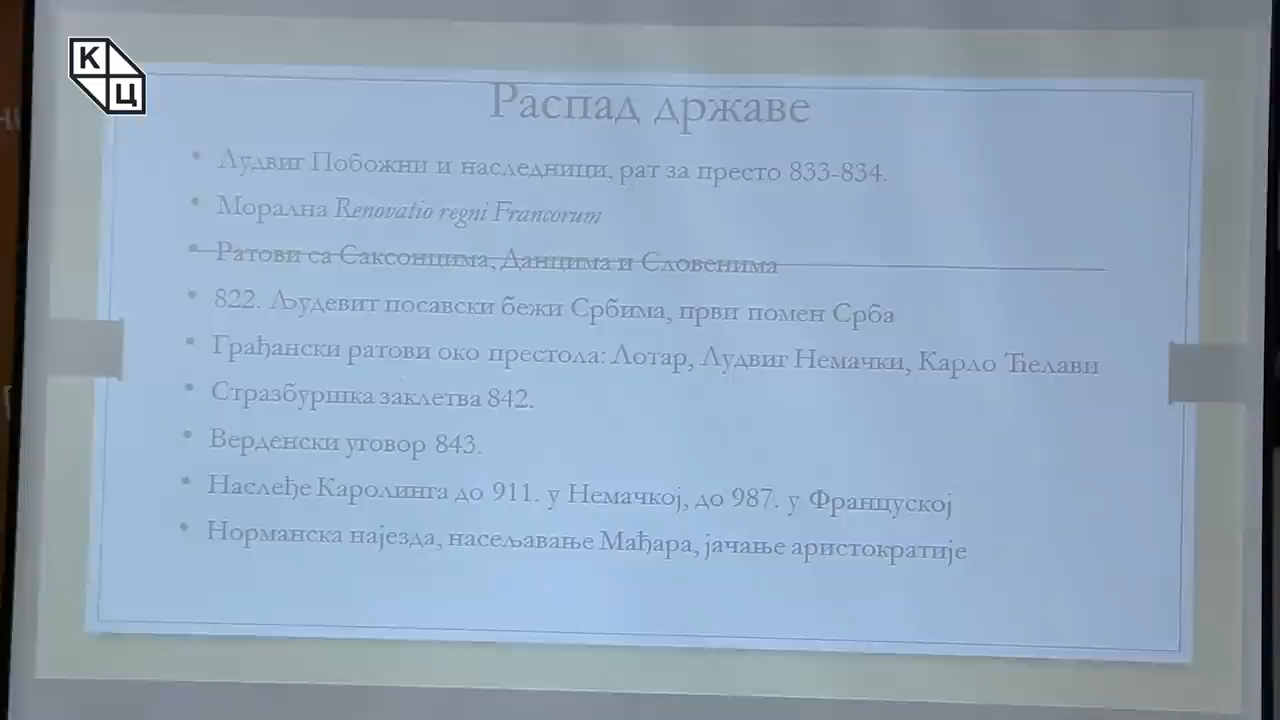 КЦ
Распад државе
• Лудвиг Побожни и наследници, рат за престо 833-834.
• Морална Renovatio regni Francorum
• Ратови са Саксонцима, Данцима и Словенима
• 822. Људевит посавски бежи Србима, први помен Срба
• Грађански ратови око престола: Лотар, Лудвиг Немачки, Карло Ћелави
• Стразбуршка заклетва 842.
• Верденски уговор 843.
• Наслеђе Каролинга до 911. у Немачкој, до 987. у Француској
• Норманска најезда, насељавање Мађара, јачање аристократије